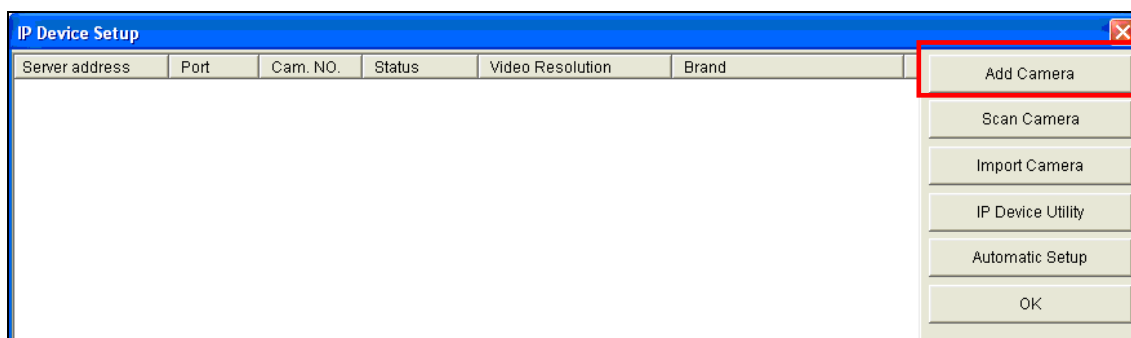 IP Device Setup
Server address Port Cam. NO. Status Video Resolution Brand
Add Camera
Scan Camera
Import Camera
IP Device Utility
Automatic Setup
OK